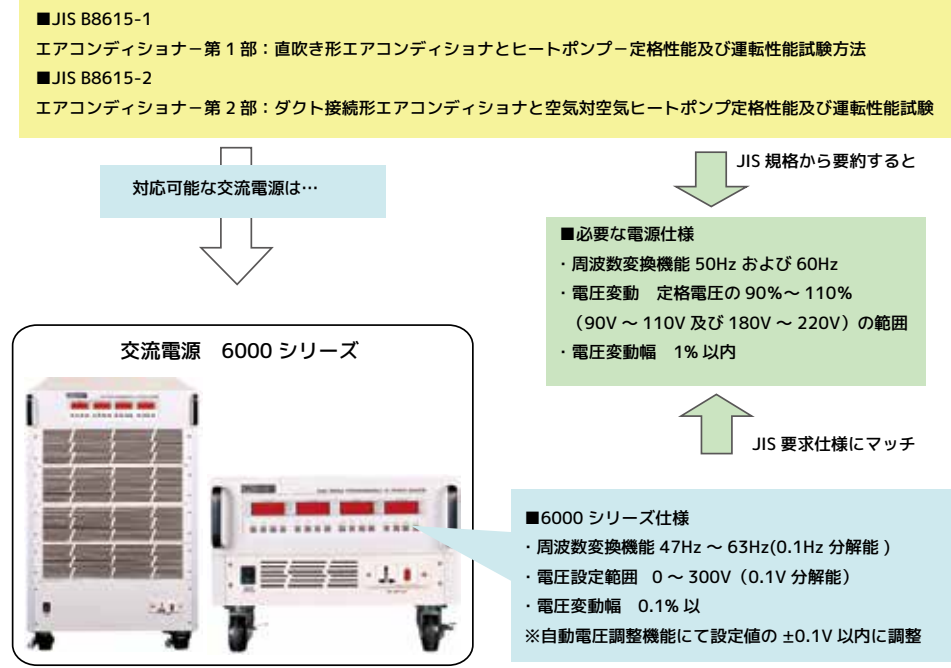 ■JIS B8615-1
エアコンディショナー第1部：直吹き形エアコンディショナとヒートポンプ－定格性能及び運転性能試験方法
■JIS B8615-2
エアコンディショナー第2部：ダクト接続形エアコンディショナと空気対空気ヒートポンプ定格性能及び運転性能試験
対応可能な交流電源は…
JIS 規格から要約すると
■必要な電源仕様
・周波数変換機能 50Hz および 60Hz
・電圧変動　定格電圧の 90%～ 110%
（90V ～ 110V 及び 180V ～ 220V）の範囲
・電圧変動幅　1% 以内
JIS 要求仕様にマッチ
交流電源　6000 シリーズ
■6000 シリーズ仕様
・周波数変換機能 47Hz ～ 63Hz(0.1Hz 分解能 )
・電圧設定範囲　0 ～ 300V（0.1V 分解能）
・電圧変動幅　0.1% 以
※自動電圧調整機能にて設定値の ±0.1V 以内に調整